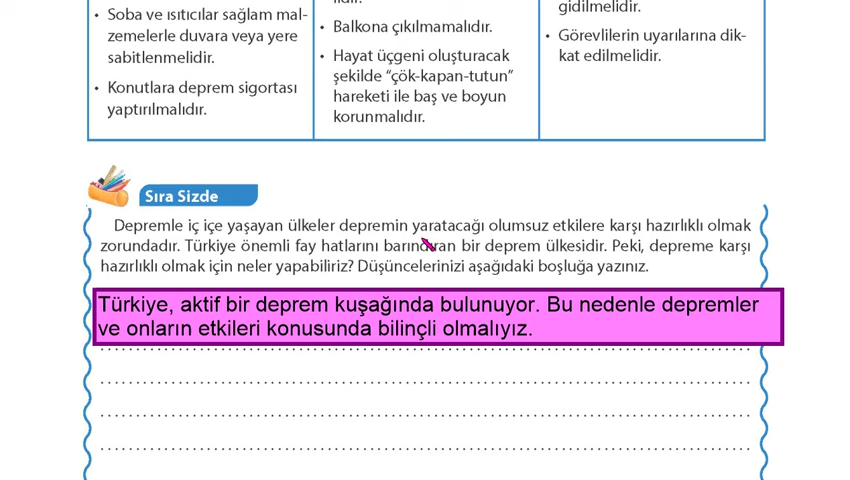 • Soba ve ısıtıcılar sağlam mal-
zemelerle duvara veya yere
sabitlenmelidir.
• Konutlara deprem sigortası
yaptırılmalıdır.
• Balkona çıkılmamalıdır.
• Hayat üçgeni oluşturacak
şekilde “çök-kapan-tutun”
hareketi ile baş ve boyun
korunmalıdır.
gidilmelidir.
• Görevlilerin uyarılarına dik-
kat edilmelidir.
Sıra Sizde
Depremle iç içe yaşayan ülkeler depremin yaratacağı olumsuz etkilere karşı hazırlıklı olmak
zorundadır. Türkiye önemli fay hatlarını barındıran bir deprem ülkesidir. Peki, depreme karşı
hazırlıklı olmak için neler yapabiliriz? Düşüncelerinizi aşağıdaki boşluğa yazınız.
Türkiye, aktif bir deprem kuşağında bulunuyor. Bu nedenle depremler
ve onların etkileri konusunda bilinçli olmalıyız.